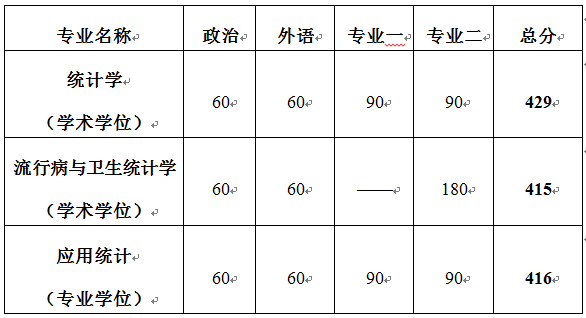 专业名称 政治 外语 专业一 专业二 总分
统计学
（学术学位） 60 60 90 90 429
流行病与卫生统计学
（学术学位） 60 60 —— 180 415
应用统计
（专业学位） 60 60 90 90 416